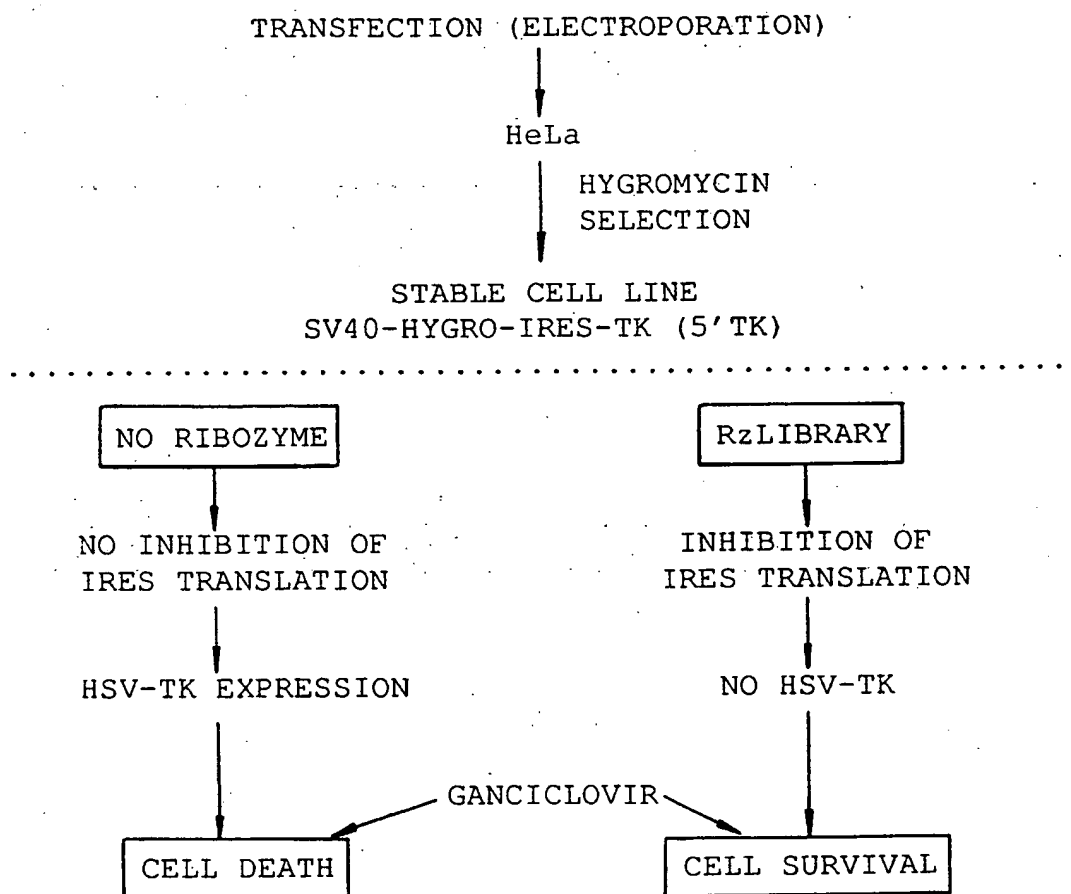 TRANSFECTION (ELECTROPORATION)
HeLa
HYGROMYCIN
SELECTION
STABLE CELL LINE
SV40-HYGRO-IRES-TK (5'TK)
NO RIBOZYME
NO INHIBITION OF
IRES TRANSLATION
HSV-TK EXPRESSION
CELL DEATH
RzLIBRARY
INHIBITION OF
IRES TRANSLATION
NO HSV-TK
GANCICLOVIR
CELL SURVIVAL